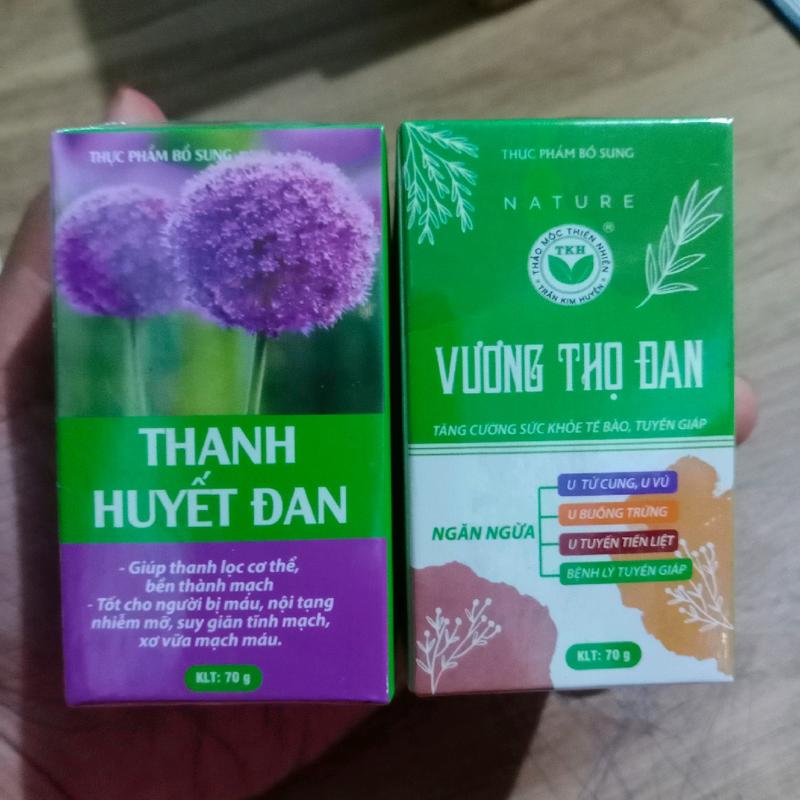 THỰC PHẨM BỔ SUNG
THANH
HUYẾT ĐAN
- Giúp thanh lọc cơ thể,
bền thành mạch
- Tốt cho người bị máu, nội tạng
nhiễm mỡ, suy giãn tĩnh mạch,
xơ vữa mạch máu.
KLT: 70 g
THỰC PHẨM BỔ SUNG
NATURE
THẢO MỘC THIÊN NHIÊN
®
TKH
TRẦN KIM HUYỀN
VƯƠNG THỌ ĐAN
TĂNG CƯỜNG SỨC KHỎE TẾ BÀO, TUYẾN GIÁP
NGĂN NGỪA
U TỬ CUNG, U VÚ
U BUỒNG TRỨNG
U TUYẾN TIỀN LIỆT
BỆNH LÝ TUYẾN GIÁP
KLT: 70 g